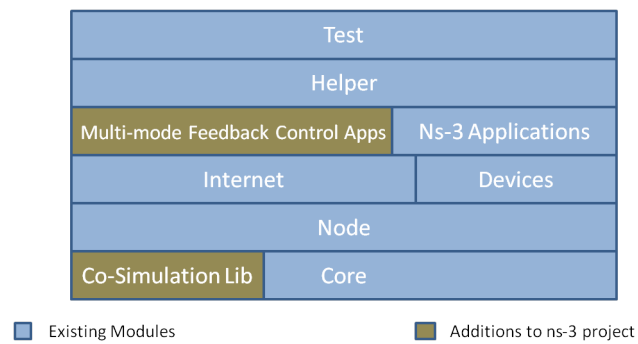 Test
Helper
Multi-mode Feedback Control Apps
Ns-3 Applications
Internet
Devices
Node
Co-Simulation Lib
Core
Existing Modules
Additions to ns-3 project